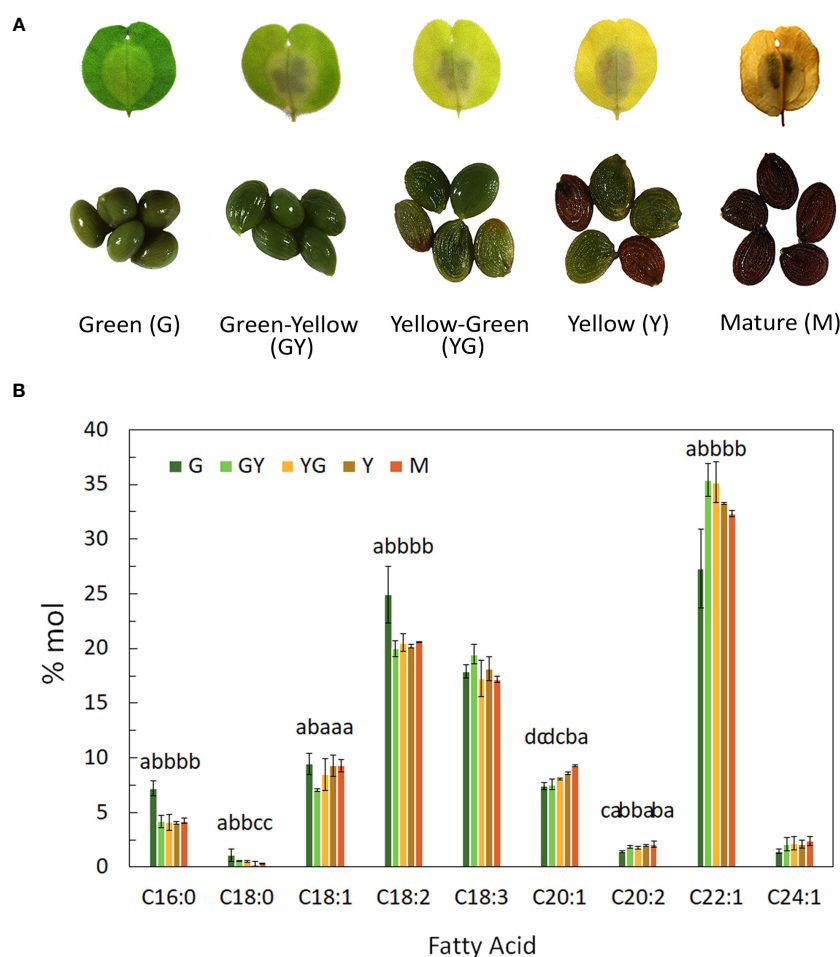 A
Green (G)
Green-Yellow
(GY)
Yellow-Green
(YG)
Yellow (Y)
Mature (M)
B
40
35
30
25
20
15
10
5
0
% mol
G GY YG Y M
abbbb
abbcc
abaaa
abbbb
cabbbaba
abbbb
C16:0 C18:0 C18:1 C18:2 C18:3 C20:1 C20:2 C22:1 C24:1
Fatty Acid